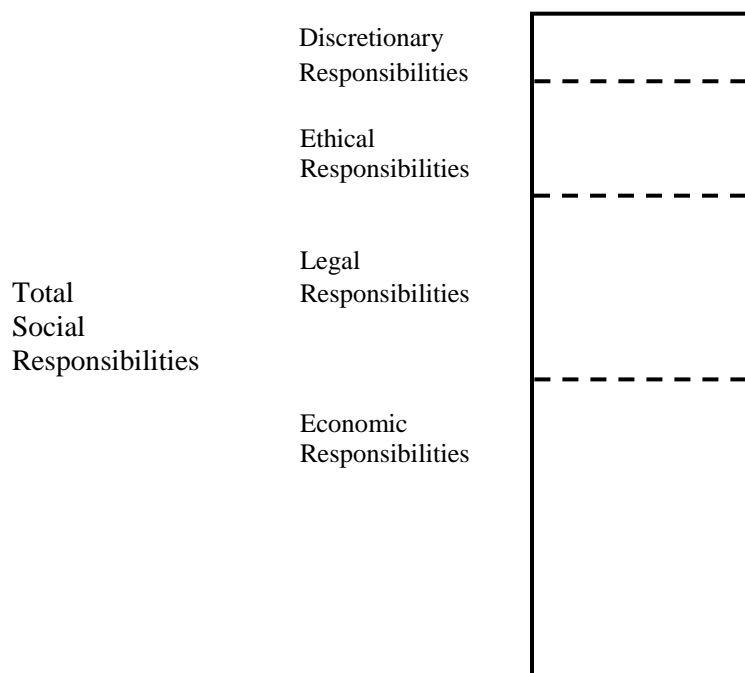 Discretionary
Responsibilities
Ethical
Responsibilities
Legal
Responsibilities
Total
Social
Responsibilities
Economic
Responsibilities